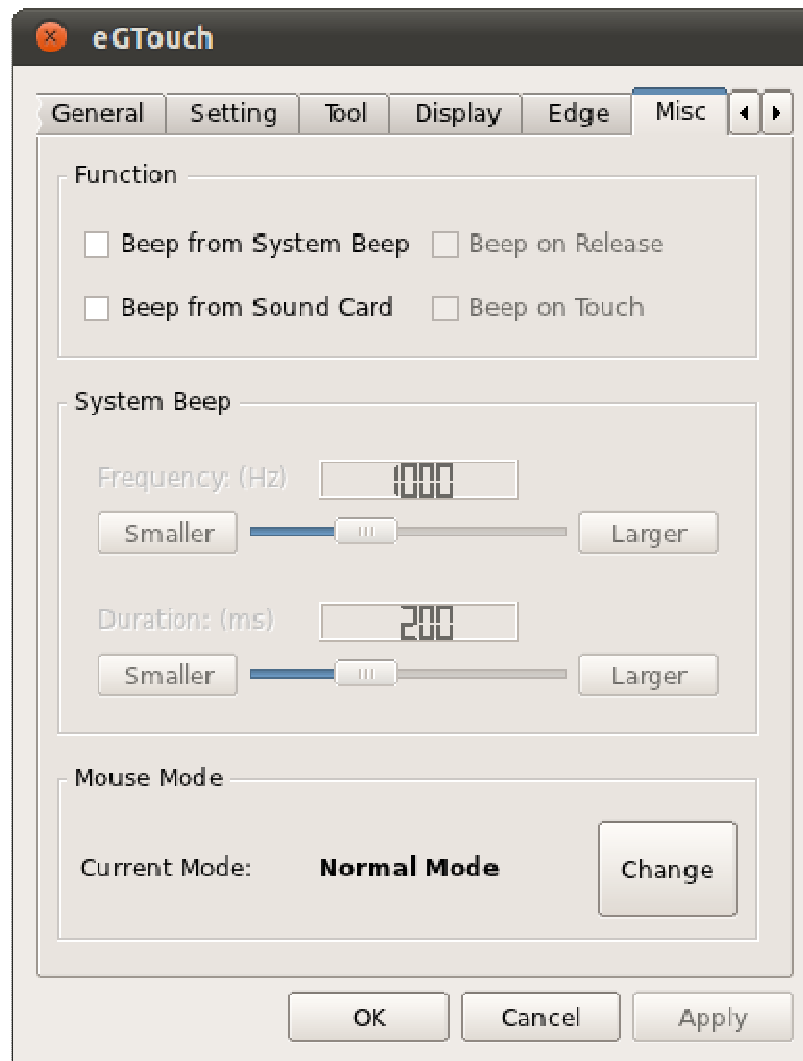 eGTouch
General Setting Tool Display Edge Misc
Function
Beep from System Beep Beep on Release
Beep from Sound Card Beep on Touch
System Beep
Frequency: (Hz) 1000
Smaller Larger
Duration: (ms) 200
Smaller Larger
Mouse Mode
Current Mode: Normal Mode Change
OK Cancel Apply